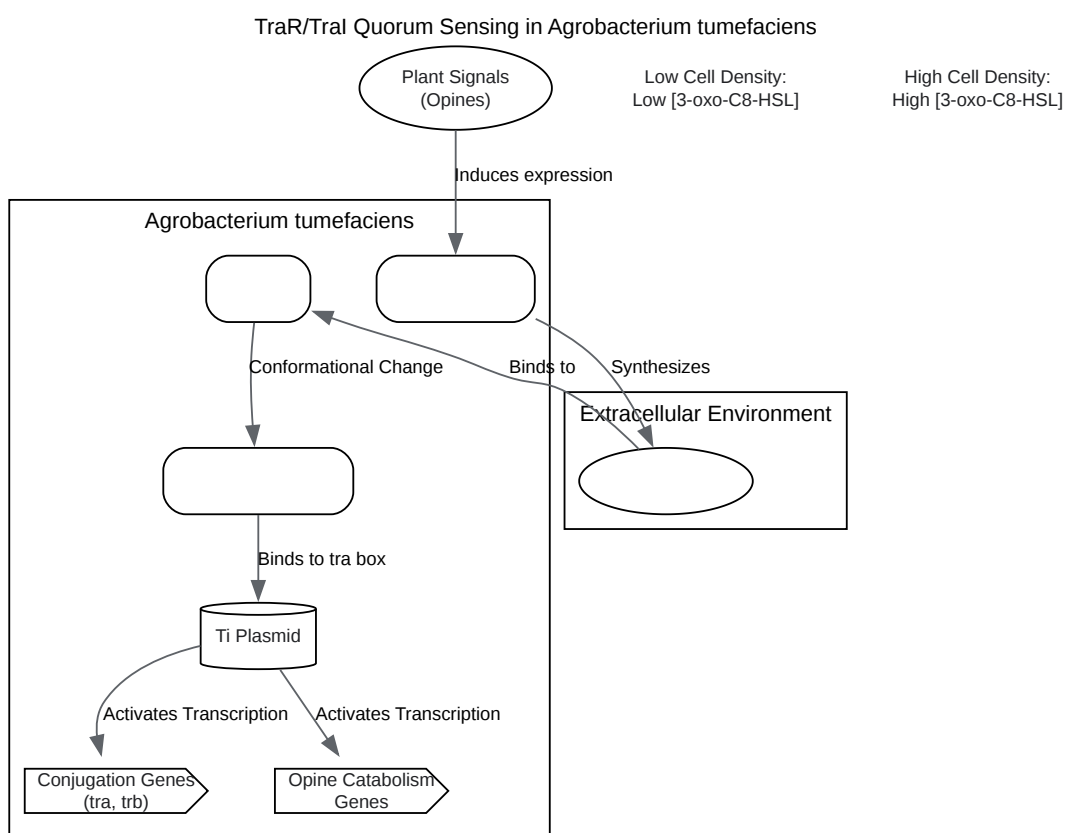 TraR/TraI Quorum Sensing in Agrobacterium tumefaciens
Plant Signals
(Opines)
Low Cell Density:
Low [3-oxo-C8-HSL]
High Cell Density:
High [3-oxo-C8-HSL]
Induces expression
Agrobacterium tumefaciens
Conformational Change
Binds to
Synthesizes
Extracellular Environment
Binds to tra box
Ti Plasmid
Activates Transcription
Activates Transcription
Conjugation Genes
(tra, trb)
Opine Catabolism
Genes